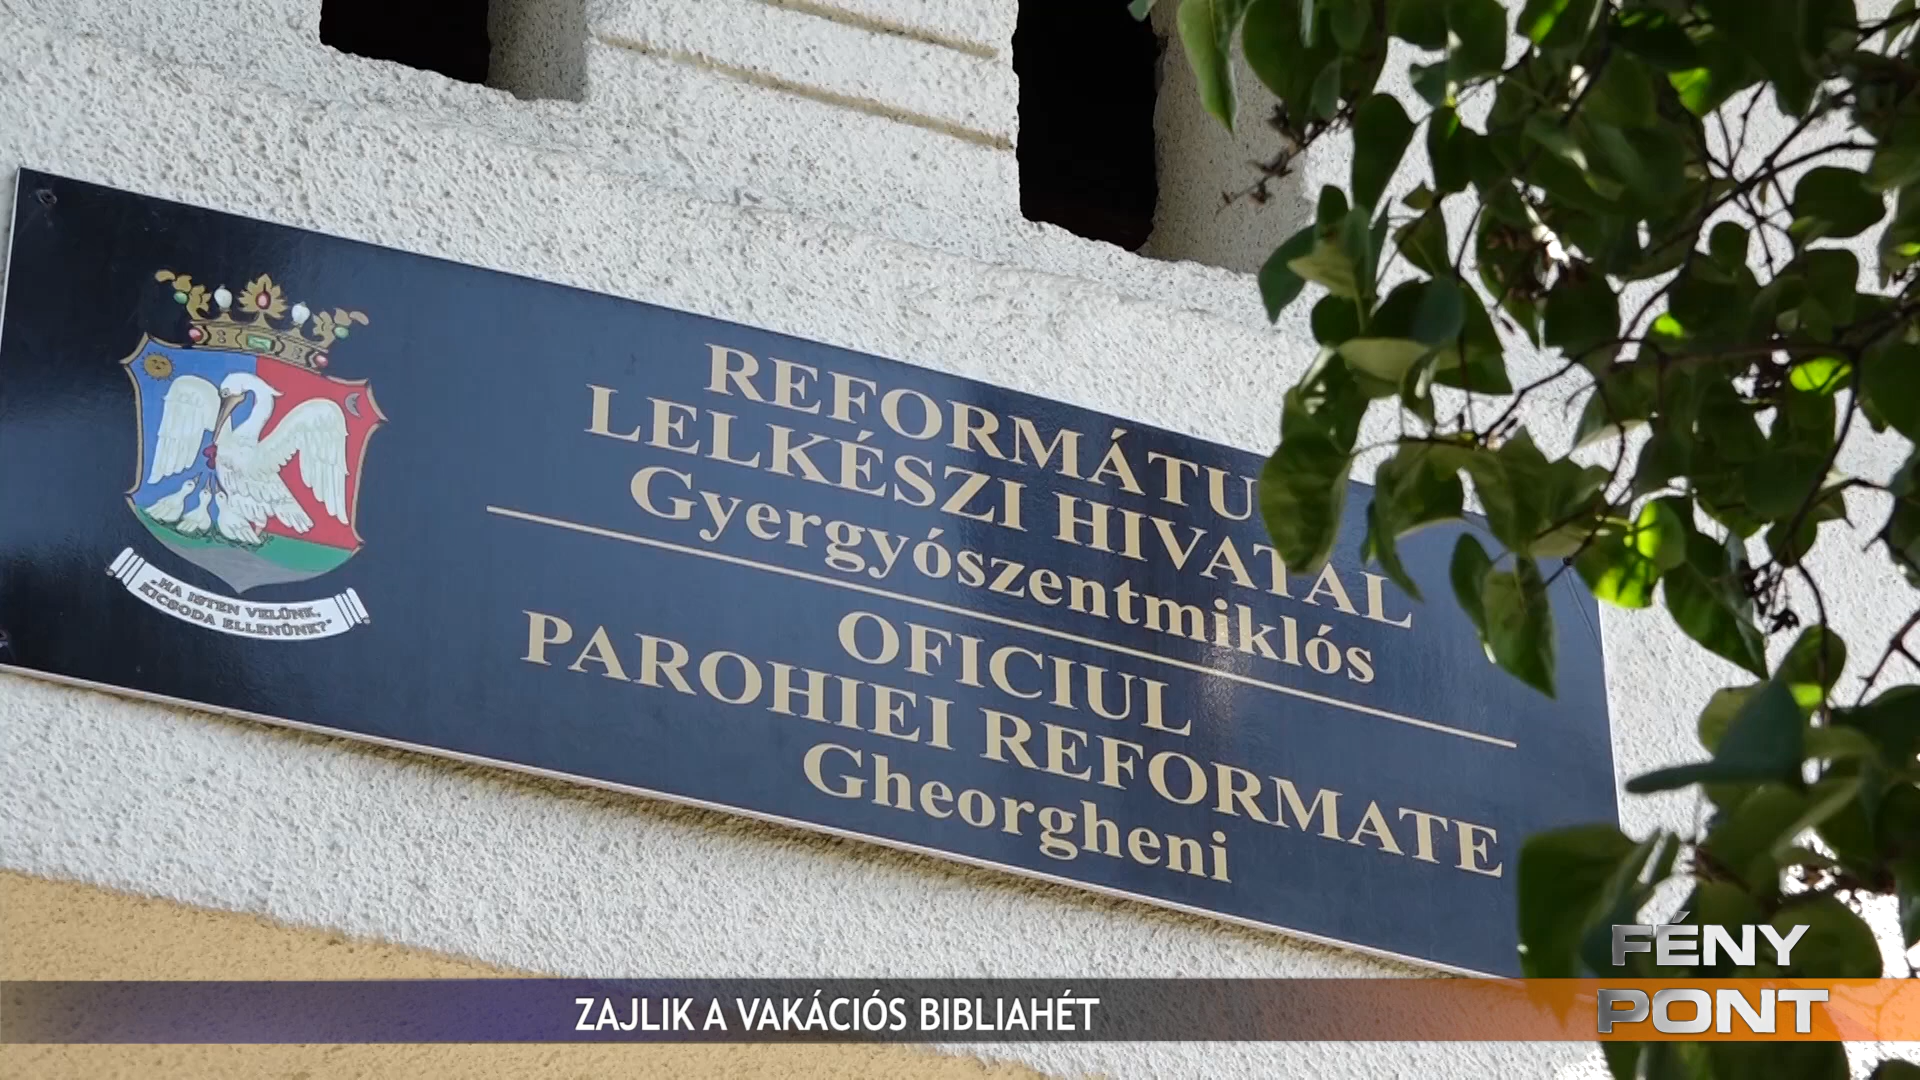 REFORMÁTU
LELKÉSZI HIVATAL
Gyergyószentmiklós
OFICIUL
PAROHIEI REFORMATE
Gheorgheni
„HA ISTEN VELÜNK,
KICSODA ELLENÜNK?"
ZAJLIK A VAKÁCIÓS BIBLIAHÉT
FÉNY
PONT